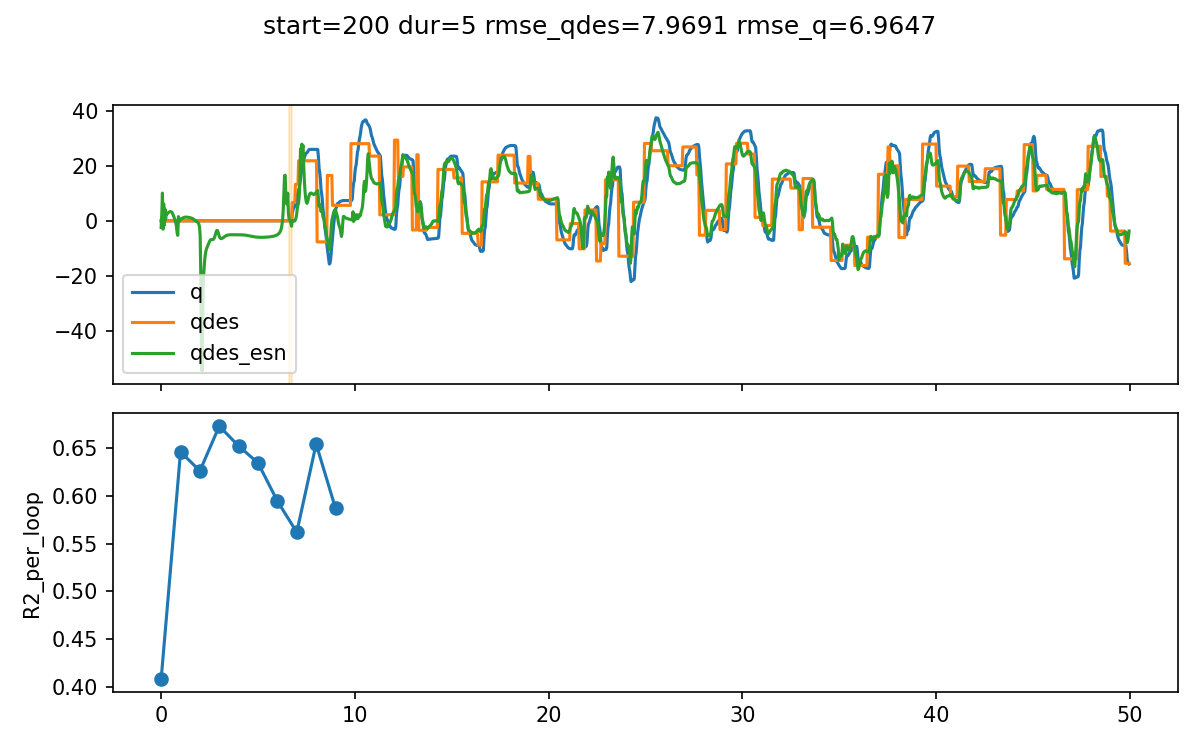 start=200 dur=5 rmse_qdes=7.9691 rmse_q=6.9647
40
20
0
−20
−40
q
qdes
qdes_esn
R2_per_loop
0.65
0.60
0.55
0.50
0.45
0.40
0 10 20 30 40 50